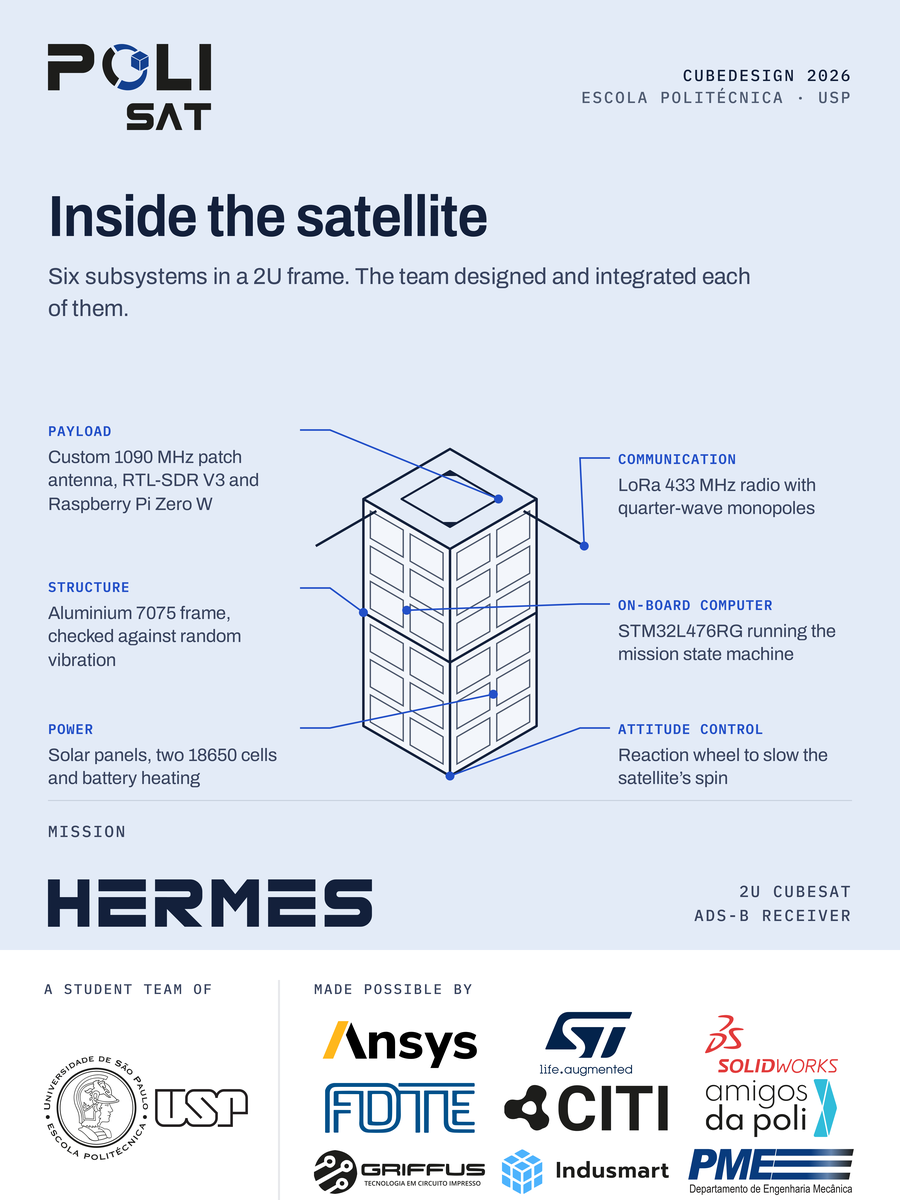 POLI
SAT
CUBEDESIGN 2026
ESCOLA POLITÉCNICA · USP
Inside the satellite
Six subsystems in a 2U frame. The team designed and integrated each
of them.
PAYLOAD
Custom 1090 MHz patch
antenna, RTL-SDR V3 and
Raspberry Pi Zero W
COMMUNICATION
LoRa 433 MHz radio with
quarter-wave monopoles
STRUCTURE
Aluminium 7075 frame,
checked against random
vibration
ON-BOARD COMPUTER
STM32L476RG running the
mission state machine
POWER
Solar panels, two 18650 cells
and battery heating
ATTITUDE CONTROL
Reaction wheel to slow the
satellite’s spin
MISSION
HERMES
2U CUBESAT
ADS-B RECEIVER
A STUDENT TEAM OF
UNIVERSIDADE DE SÃO PAULO
ESCOLA POLITÉCNICA
USP
MADE POSSIBLE BY
Ansys
ST
life.augmented
3DS
SOLIDWORKS
FDTE
CITI
amigos
da poli
GRIFFUS
TECNOLOGIA EM CIRCUITO IMPRESSO
Indusmart
PME
Departamento de Engenharia Mecânica